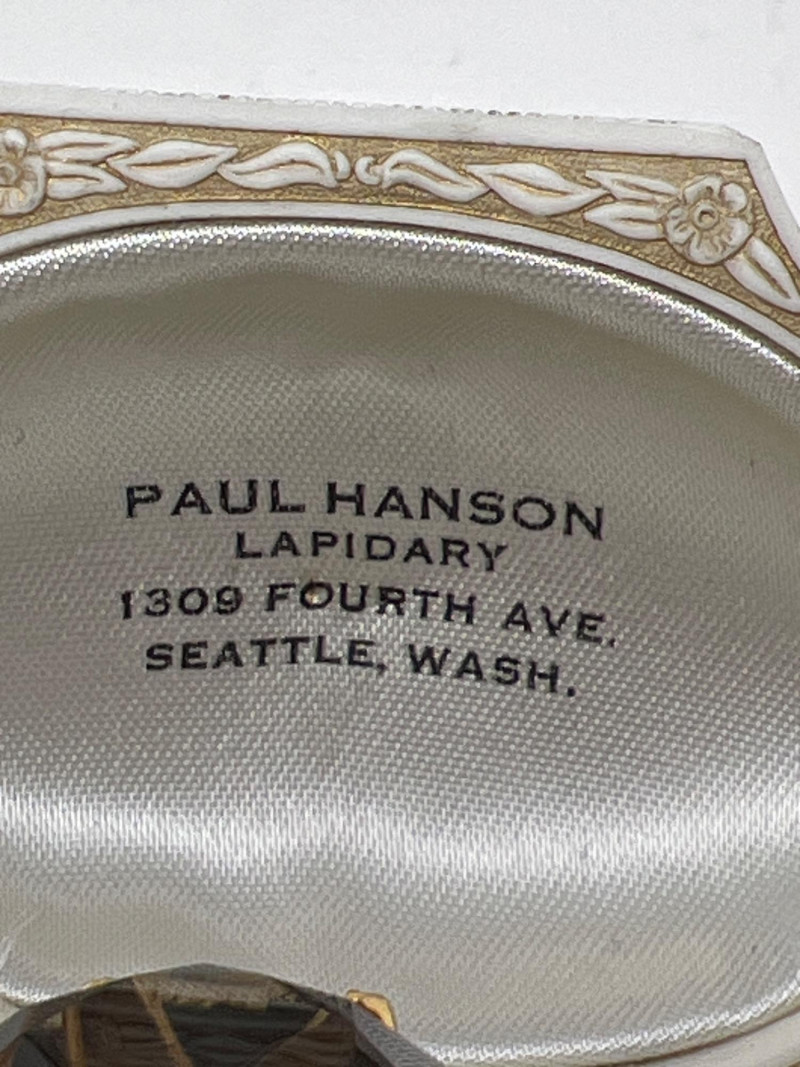 PAUL HANSON
LAPIDARY
1309 FOURTH AVE.
SEATTLE, WASH.